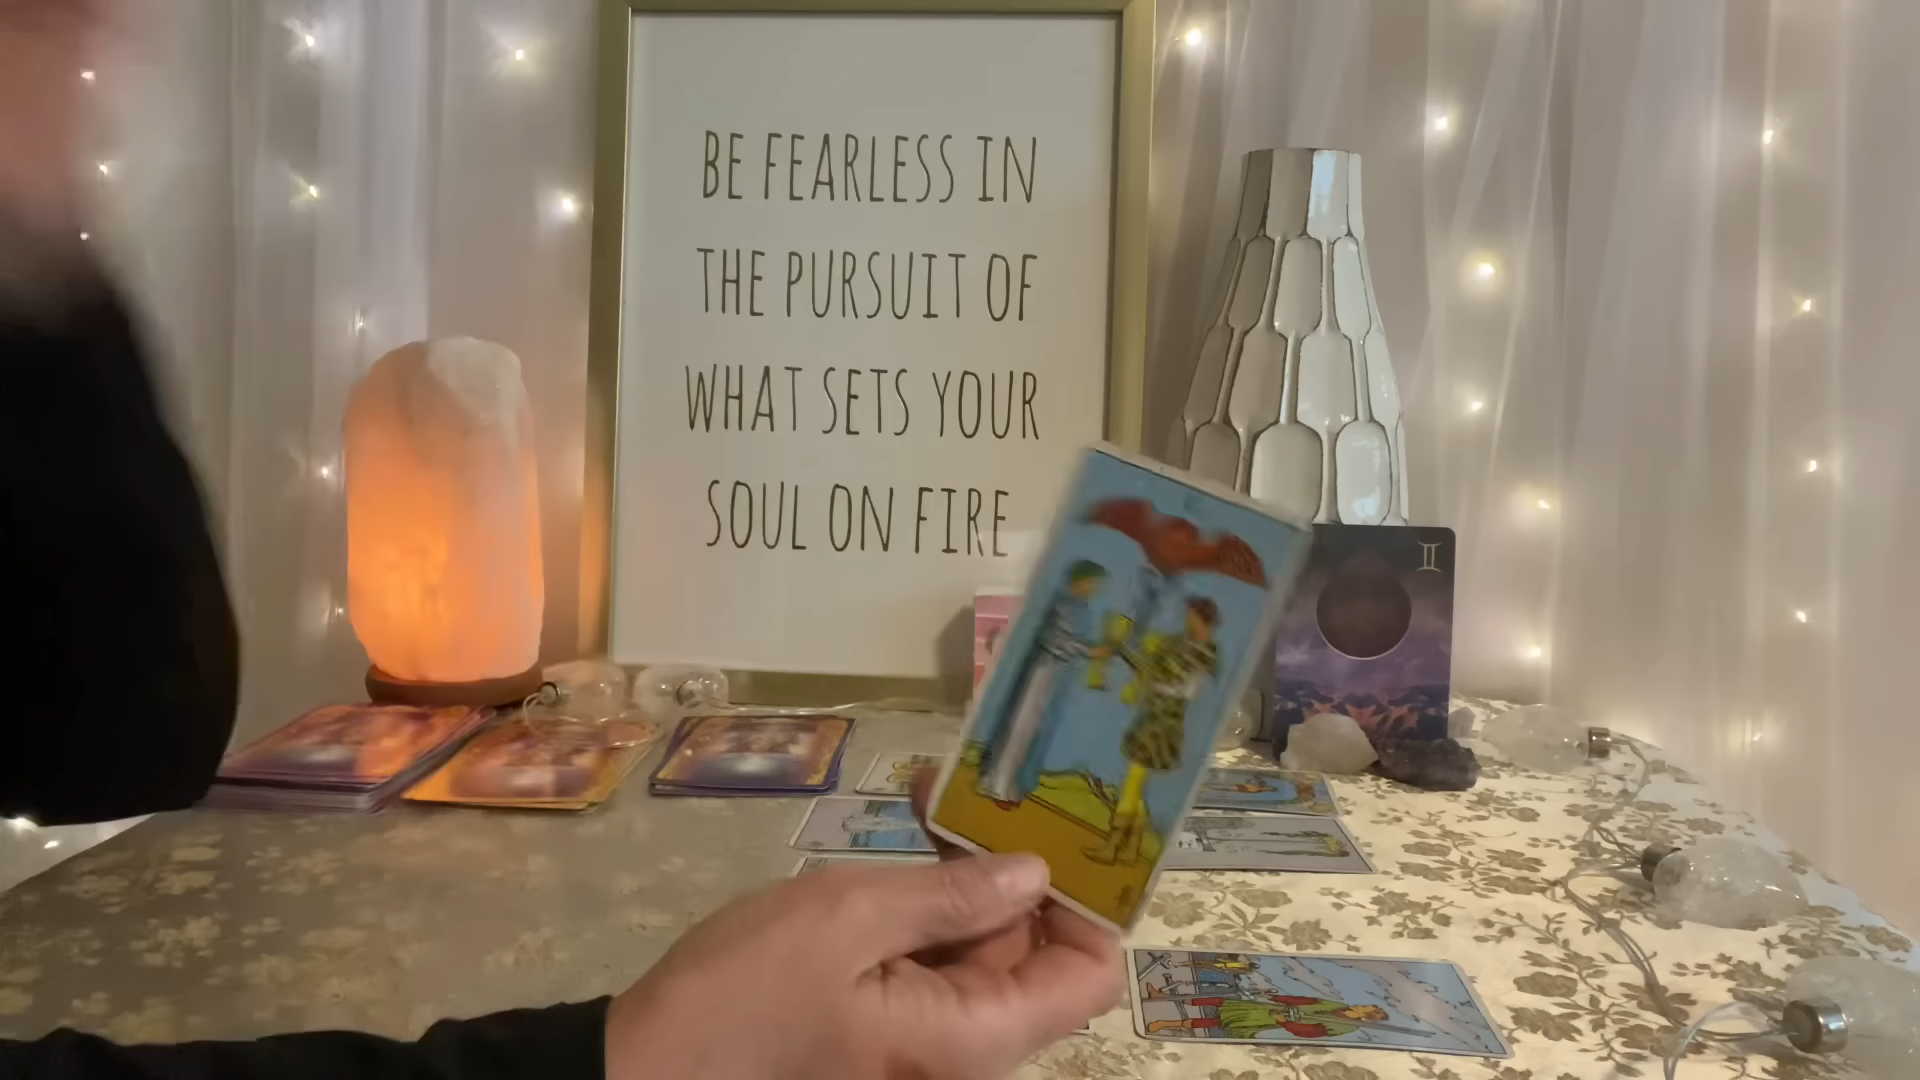 BE FEARLESS IN
THE PURSUIT OF
WHAT SETS YOUR
SOUL ON FIRE